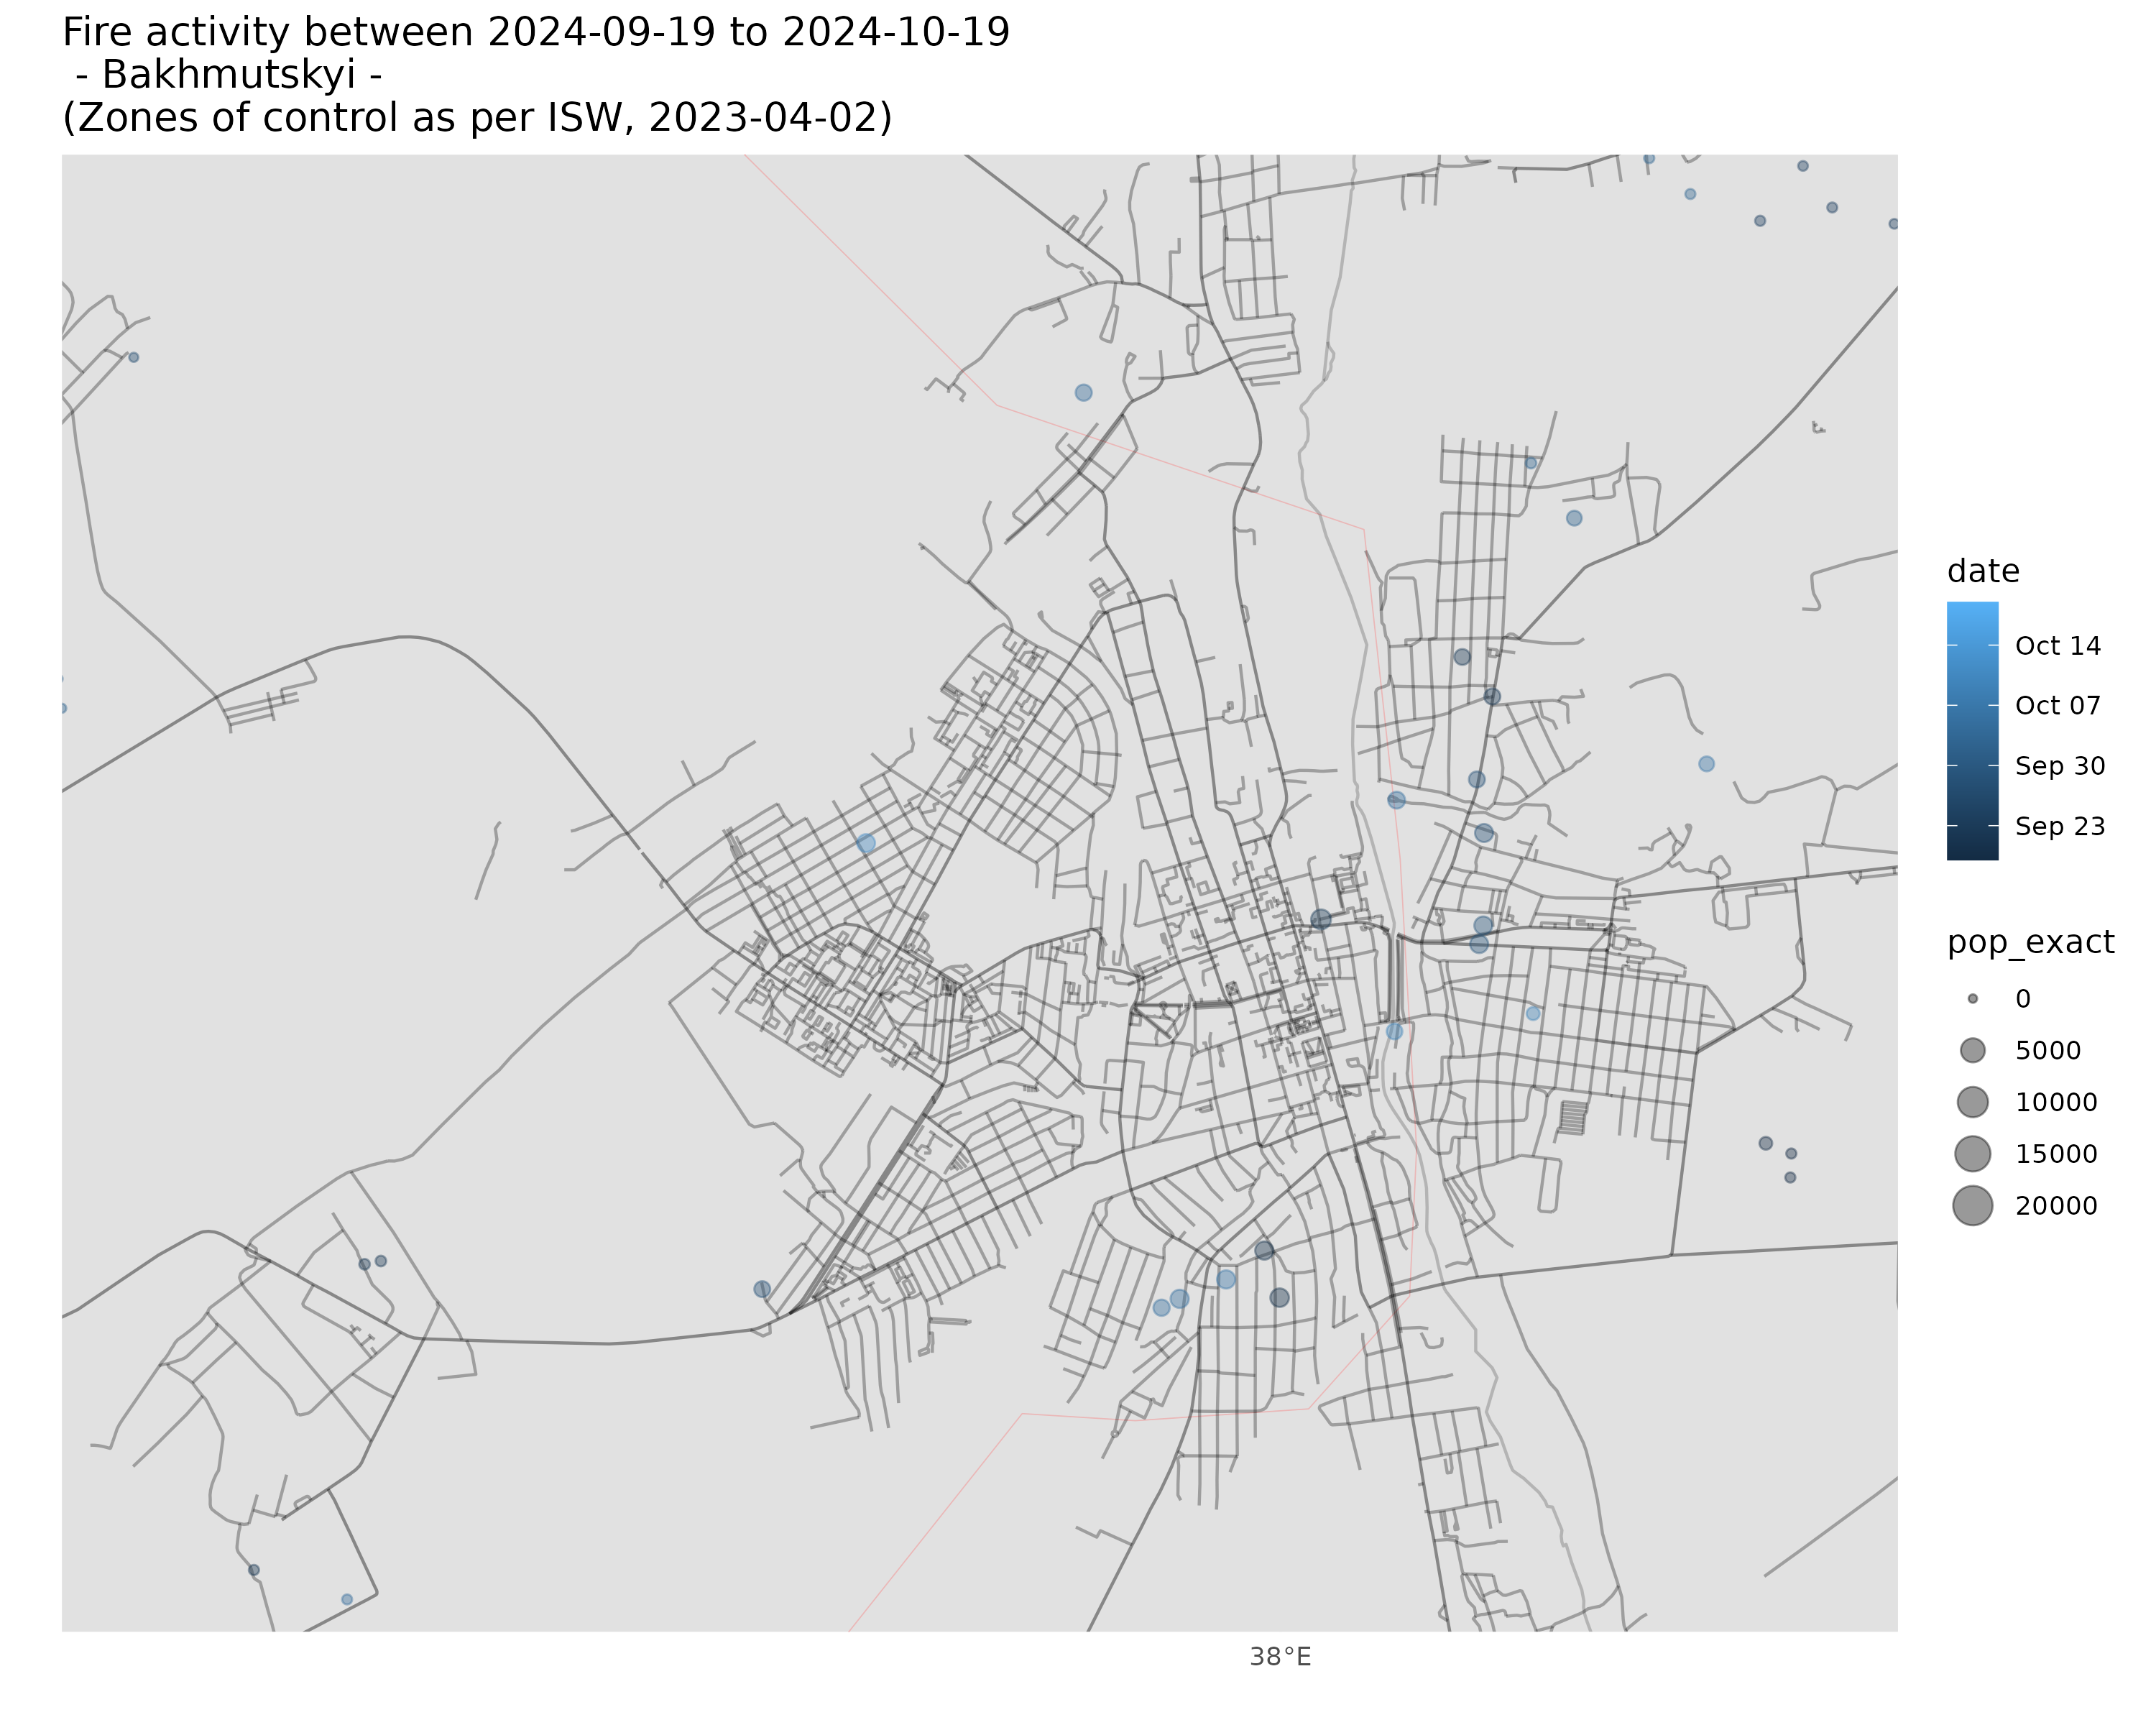 Fire activity between 2024-09-19 to 2024-10-19
- Bakhmutskyi -
(Zones of control as per ISW, 2023-04-02)
date
Oct 14
Oct 07
Sep 30
Sep 23
pop_exact
0
5000
10000
15000
20000
38°E